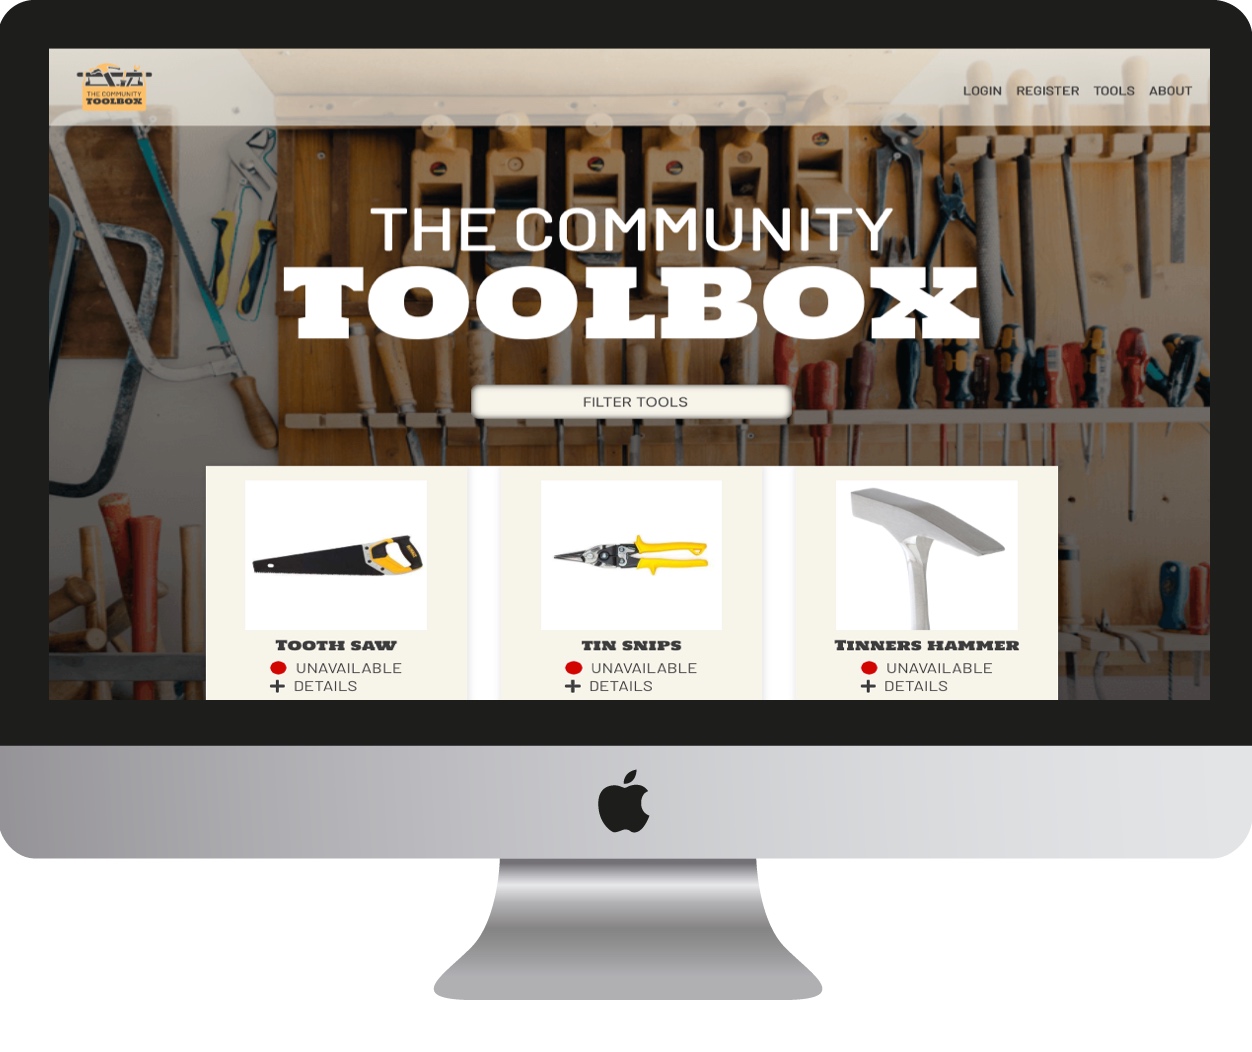 THE COMMUNITY
TOOLBOX
LOGIN REGISTER TOOLS ABOUT
THE COMMUNITY
TOOLBOX
FILTER TOOLS
TOOTH SAW
UNAVAILABLE
+ DETAILS
TIN SNIPS
UNAVAILABLE
+ DETAILS
TINNERS HAMMER
UNAVAILABLE
+ DETAILS